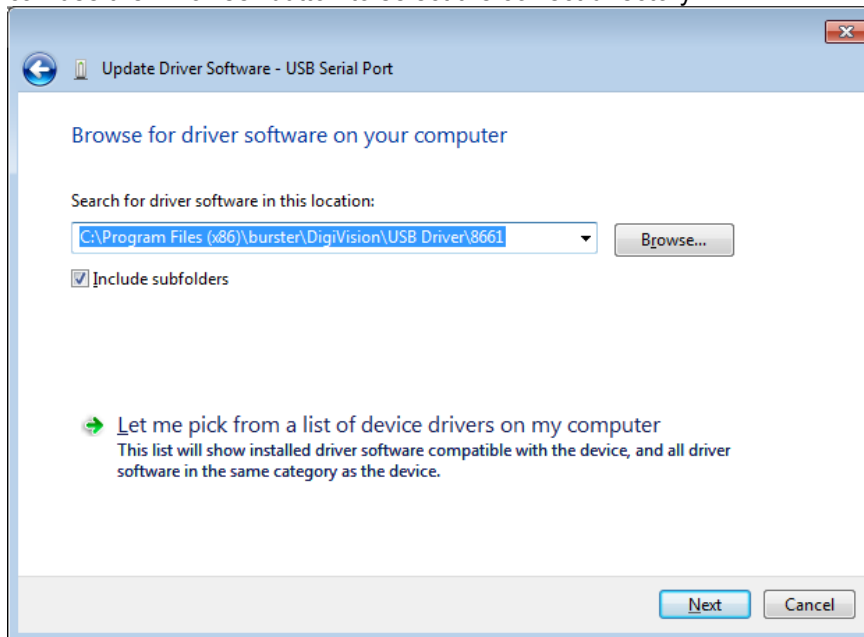 Update Driver Software - USB Serial Port
Browse for driver software on your computer
Search for driver software in this location:
C:\Program Files (x86)\burster\DigiVision\USB Driver\8661
Browse...
Include subfolders
Let me pick from a list of device drivers on my computer
This list will show installed driver software compatible with the device, and all driver
software in the same category as the device.
Next
Cancel